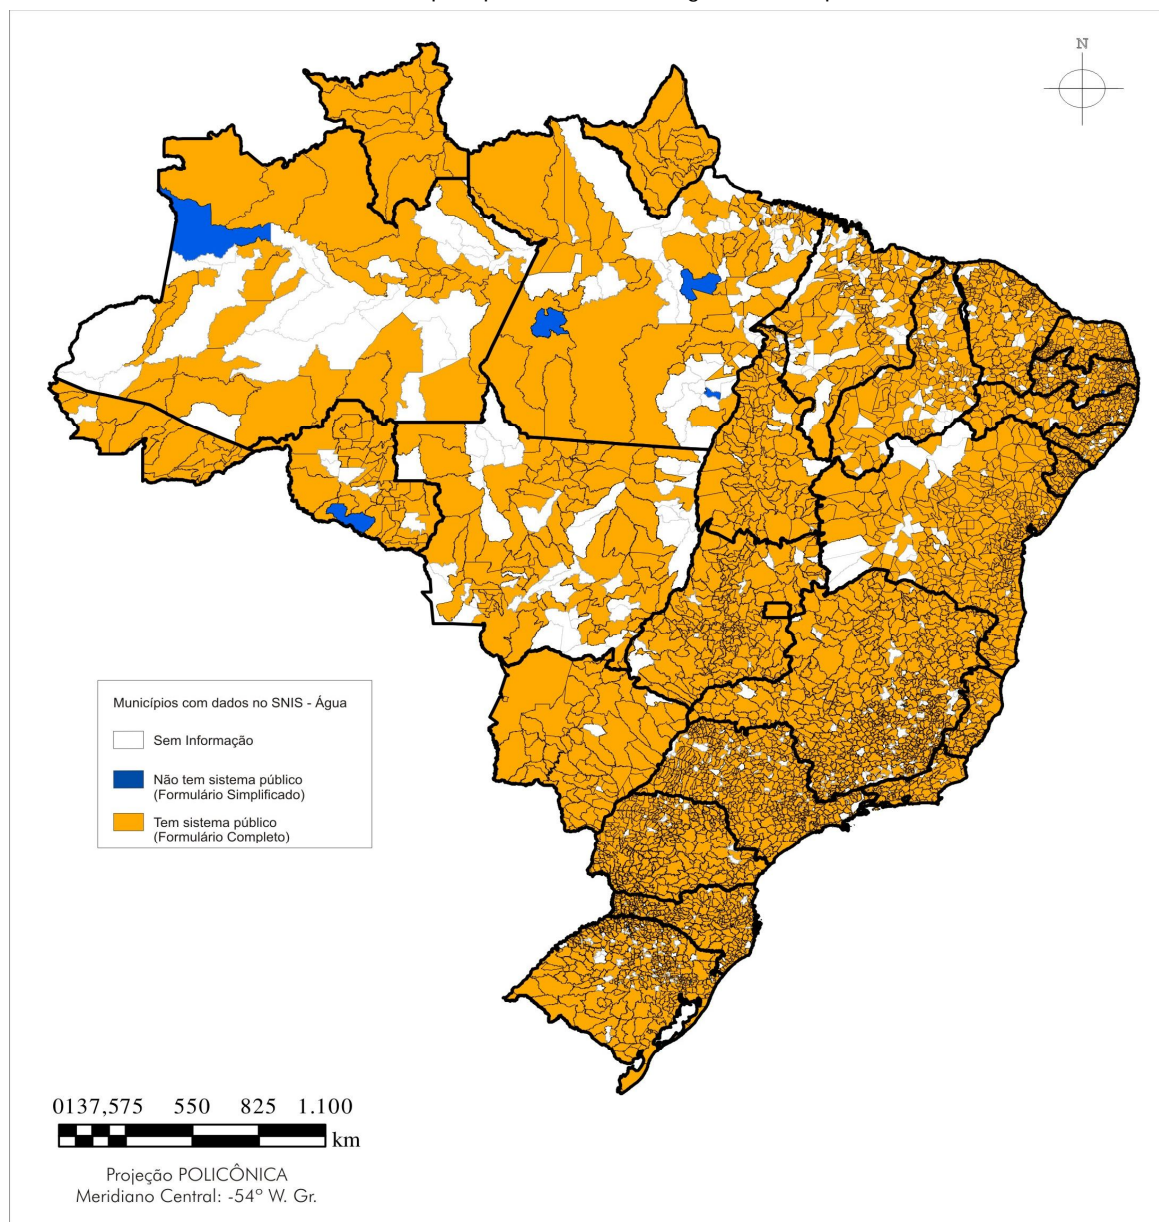 N
Municípios com dados no SNIS - Água
Sem Informação
Não tem sistema público
(Formulário Simplificado)
Tem sistema público
(Formulário Completo)
0137,575 550 825 1.100
km
Projeção POLICÔNICA
Meridiano Central: -54º W. Gr.